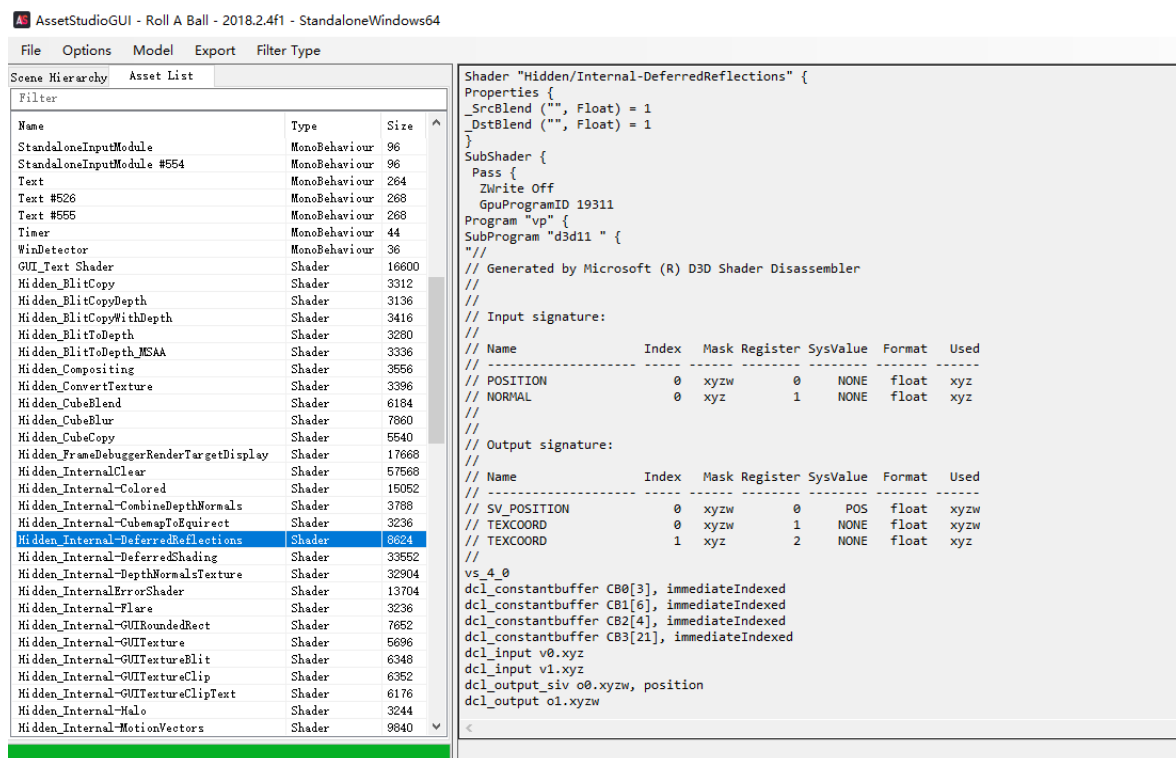 AS AssetStudioGUI - Roll A Ball - 2018.2.4f1 - StandaloneWindows64
File Options Model Export Filter Type
Scene Hierarchy Asset List
Filter
Name Type Size
StandaloneInputModule MonoBehaviour 96
StandaloneInputModule #554 MonoBehaviour 96
Text MonoBehaviour 264
Text #526 MonoBehaviour 268
Text #555 MonoBehaviour 268
Timer MonoBehaviour 44
WinDetector MonoBehaviour 36
GUI_Text Shader Shader 16600
Hidden_BlitCopy Shader 3312
Hidden_BlitCopyDepth Shader 3136
Hidden_BlitCopyWithDepth Shader 3416
Hidden_BlitToDepth Shader 3280
Hidden_BlitToDepth_MSAA Shader 3336
Hidden_Compositing Shader 3556
Hidden_ConvertTexture Shader 3396
Hidden_CubeBlend Shader 6184
Hidden_CubeBlur Shader 7860
Hidden_CubeCopy Shader 5540
Hidden_FrameDebuggerRenderTargetDisplay Shader 17668
Hidden_InternalClear Shader 57568
Hidden_Internal-Colored Shader 15052
Hidden_Internal-CombineDepthNormals Shader 3788
Hidden_Internal-CubemapToEquirect Shader 3236
Hidden_Internal-DeferredReflections Shader 8624
Hidden_Internal-DeferredShading Shader 33552
Hidden_Internal-DepthNormalsTexture Shader 32904
Hidden_InternalErrorShader Shader 13704
Hidden_Internal-Flare Shader 3236
Hidden_Internal-GUIRoundedRect Shader 7652
Hidden_Internal-GUITexture Shader 5696
Hidden_Internal-GUITextureBlit Shader 6348
Hidden_Internal-GUITextureClip Shader 6352
Hidden_Internal-GUITextureClipText Shader 6176
Hidden_Internal-Halo Shader 3244
Hidden_Internal-MotionVectors Shader 9840
Shader "Hidden/Internal-DeferredReflections" {
Properties {
_SrcBlend ("", Float) = 1
_DstBlend ("", Float) = 1
}
SubShader {
Pass {
ZWrite Off
GpuProgramID 19311
Program "vp" {
SubProgram "d3d11 " {
"//
// Generated by Microsoft (R) D3D Shader Disassembler
//
//
// Input signature:
//
// Name Index Mask Register SysValue Format Used
// -------------------- ----- ------ -------- -------- ------- ------
// POSITION 0 xyzw 0 NONE float xyz
// NORMAL 0 xyz 1 NONE float xyz
//
//
// Output signature:
//
// Name Index Mask Register SysValue Format Used
// -------------------- ----- ------ -------- -------- ------- ------
// SV_POSITION 0 xyzw 0 POS float xyzw
// TEXCOORD 0 xyzw 1 NONE float xyzw
// TEXCOORD 1 xyz 2 NONE float xyz
//
vs_4_0
dcl_constantbuffer CB0[3], immediateIndexed
dcl_constantbuffer CB1[6], immediateIndexed
dcl_constantbuffer CB2[4], immediateIndexed
dcl_constantbuffer CB3[21], immediateIndexed
dcl_input v0.xyz
dcl_input v1.xyz
dcl_output_siv o0.xyzw, position
dcl_output o1.xyzw